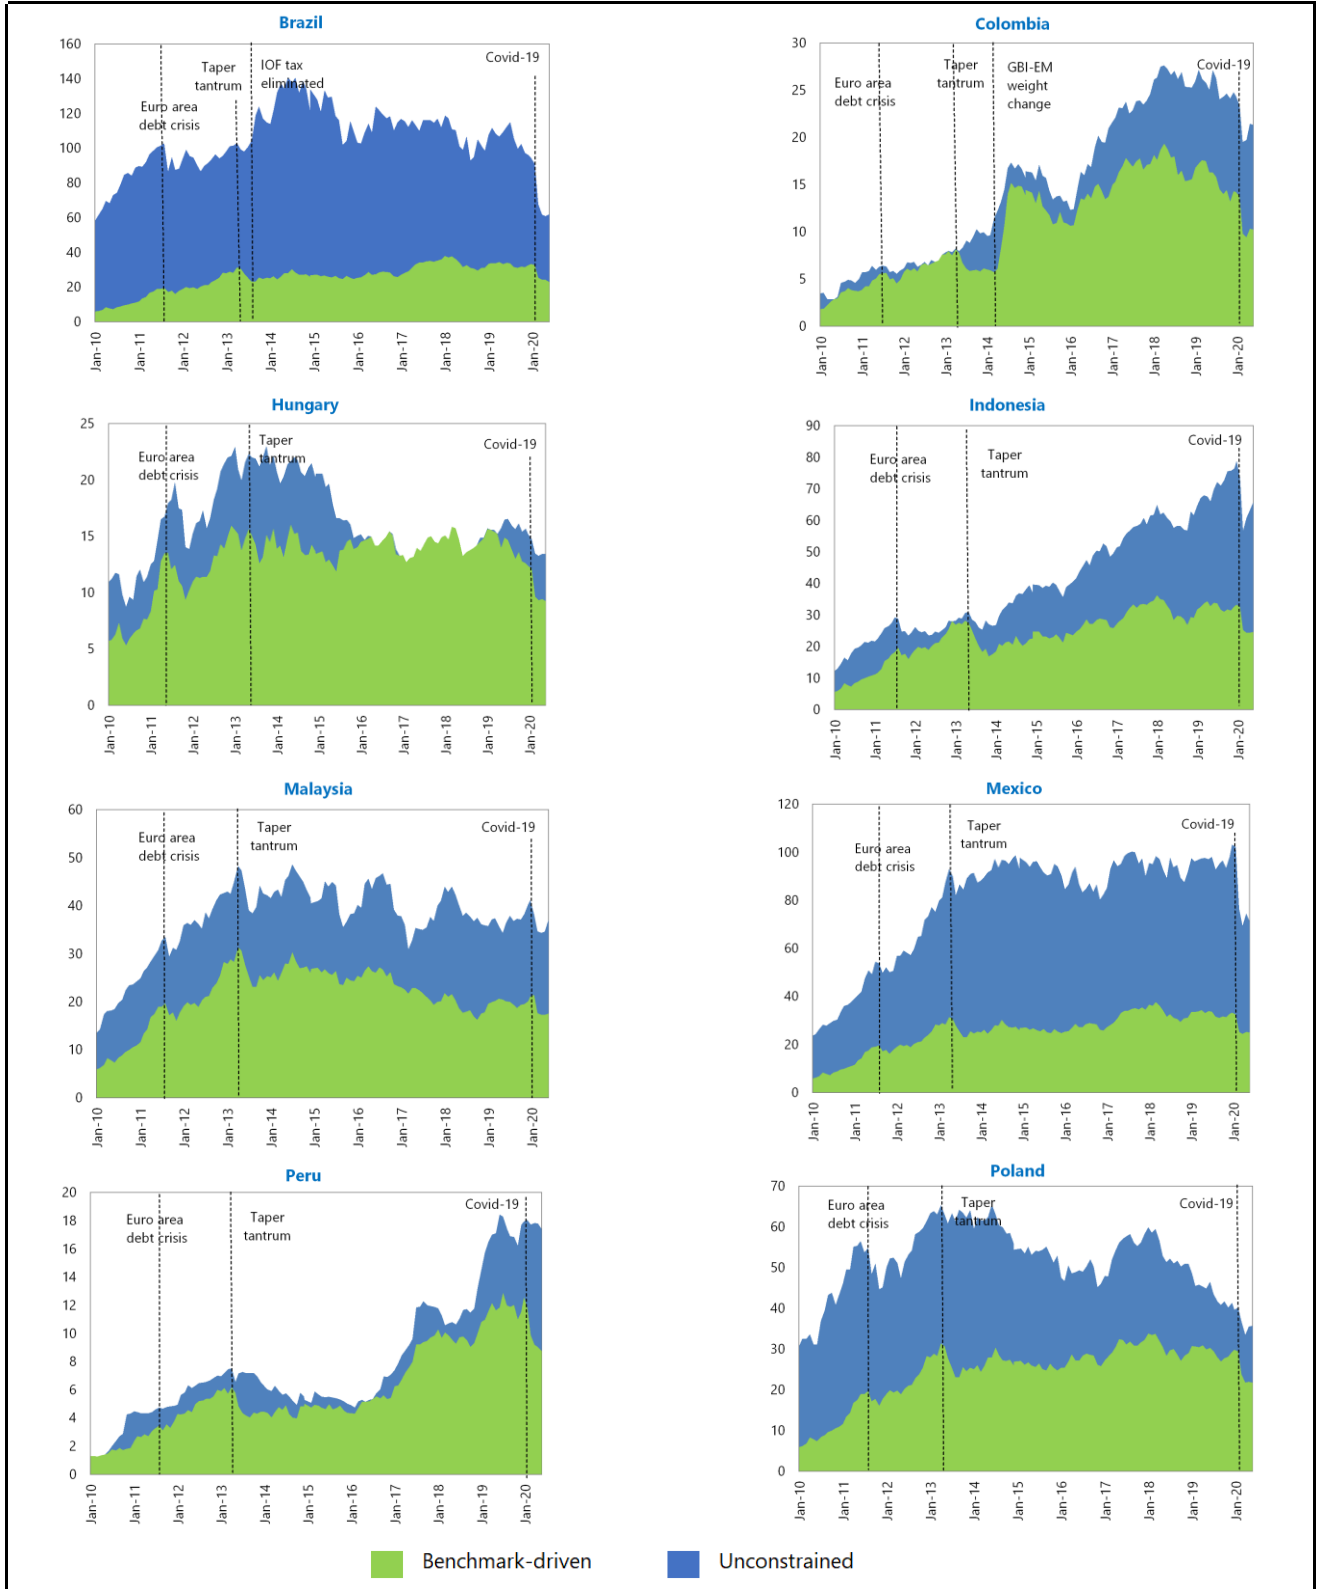 Brazil
160
140
120
100
80
60
40
20
0
Euro area
debt crisis
Taper
tantrum
IOF tax
eliminated
Covid-19
Jan-10
Jan-11
Jan-12
Jan-13
Jan-14
Jan-15
Jan-16
Jan-17
Jan-18
Jan-19
Jan-20
Colombia
30
25
20
15
10
5
0
Euro area
debt crisis
Taper
tantrum
GBI-EM
weight
change
Covid-19
Jan-10
Jan-11
Jan-12
Jan-13
Jan-14
Jan-15
Jan-16
Jan-17
Jan-18
Jan-19
Jan-20
Hungary
25
20
15
10
5
0
Euro area
debt crisis
Taper
tantrum
Covid-19
Jan-10
Jan-11
Jan-12
Jan-13
Jan-14
Jan-15
Jan-16
Jan-17
Jan-18
Jan-19
Jan-20
Indonesia
90
80
70
60
50
40
30
20
10
0
Euro area
debt crisis
Taper
tantrum
Covid-19
Jan-10
Jan-11
Jan-12
Jan-13
Jan-14
Jan-15
Jan-16
Jan-17
Jan-18
Jan-19
Jan-20
Malaysia
60
50
40
30
20
10
0
Euro area
debt crisis
Taper
tantrum
Covid-19
Jan-10
Jan-11
Jan-12
Jan-13
Jan-14
Jan-15
Jan-16
Jan-17
Jan-18
Jan-19
Jan-20
Mexico
120
100
80
60
40
20
0
Euro area
debt crisis
Taper
tantrum
Covid-19
Jan-10
Jan-11
Jan-12
Jan-13
Jan-14
Jan-15
Jan-16
Jan-17
Jan-18
Jan-19
Jan-20
Peru
20
18
16
14
12
10
8
6
4
2
0
Euro area
debt crisis
Taper
tantrum
Covid-19
Jan-10
Jan-11
Jan-12
Jan-13
Jan-14
Jan-15
Jan-16
Jan-17
Jan-18
Jan-19
Jan-20
Poland
70
60
50
40
30
20
10
0
Euro area
debt crisis
Taper
tantrum
Covid-19
Jan-10
Jan-11
Jan-12
Jan-13
Jan-14
Jan-15
Jan-16
Jan-17
Jan-18
Jan-19
Jan-20
Benchmark-driven
Unconstrained